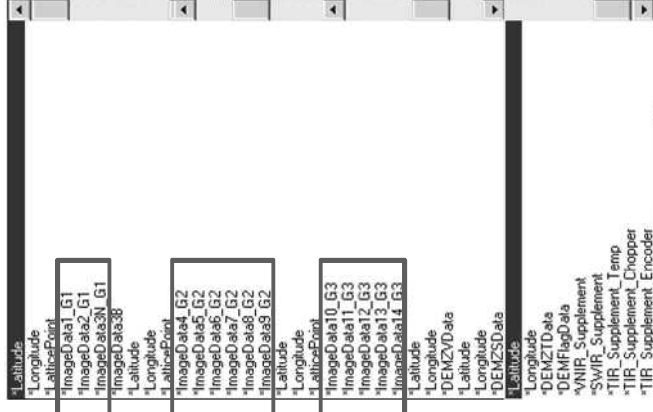 *Latitude
*Longitude
*LatticePoint
*ImageData1_G1
*ImageData2_G1
*ImageData3N_G1
*ImageData3B
*Latitude
*Longitude
*LatticePoint
*ImageData4_G2
*ImageData5_G2
*ImageData6_G2
*ImageData7_G2
*ImageData8_G2
*ImageData9_G2
*Latitude
*Longitude
*LatticePoint
*ImageData10_G3
*ImageData11_G3
*ImageData12_G3
*ImageData13_G3
*ImageData14_G3
*Latitude
*Longitude
*DEMZVData
*Latitude
*Longitude
*DEMZSData
*Latitude
*Longitude
*DEMZTData
*DEMFlagData
*VNIR_Supplement
*SWIR_Supplement
*TIR_Supplement_Temp
*TIR_Supplement_Chopper
*TIR_Supplement_Encoder